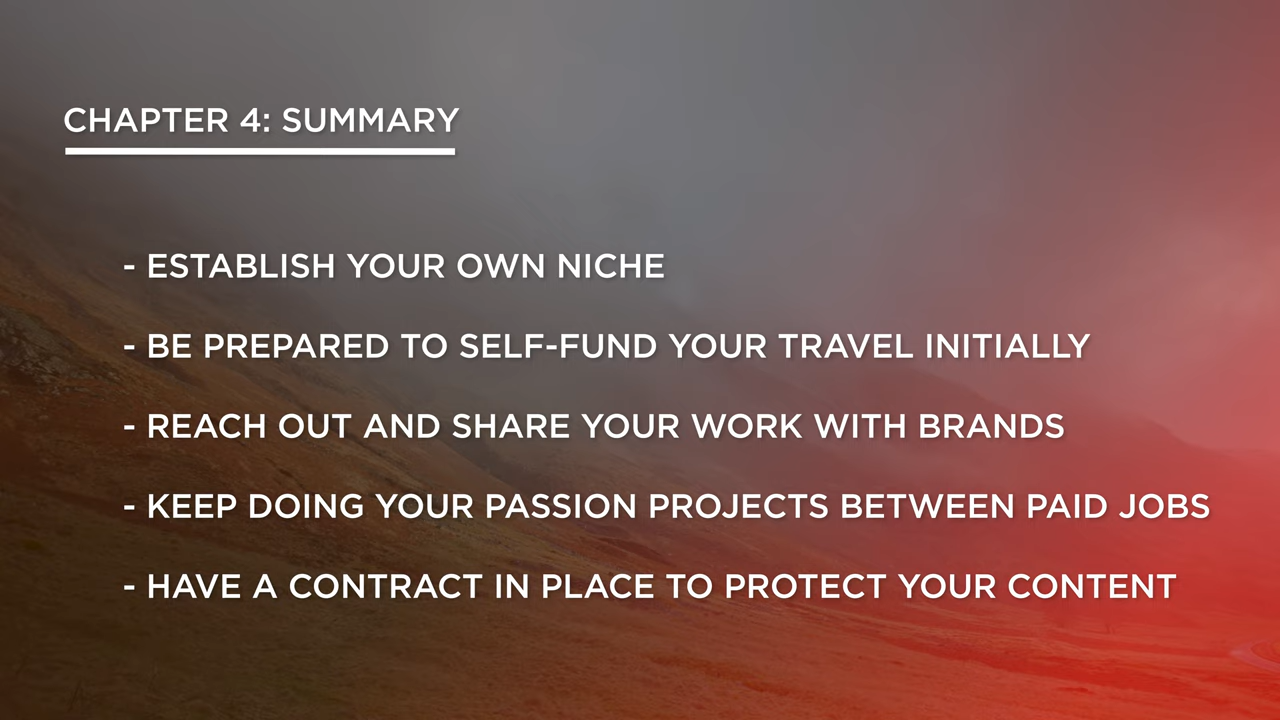 CHAPTER 4: SUMMARY
- ESTABLISH YOUR OWN NICHE
- BE PREPARED TO SELF-FUND YOUR TRAVEL INITIALLY
- REACH OUT AND SHARE YOUR WORK WITH BRANDS
- KEEP DOING YOUR PASSION PROJECTS BETWEEN PAID JOBS
- HAVE A CONTRACT IN PLACE TO PROTECT YOUR CONTENT